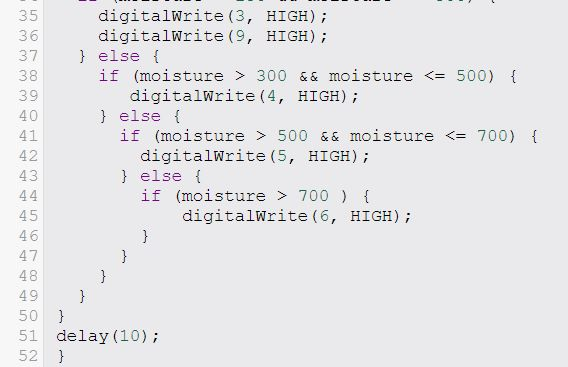 35 digitalWrite(3, HIGH);
36 digitalWrite(9, HIGH);
37 } else {
38 if (moisture > 300 && moisture <= 500) {
39 digitalWrite(4, HIGH);
40 } else {
41 if (moisture > 500 && moisture <= 700) {
42 digitalWrite(5, HIGH);
43 } else {
44 if (moisture > 700 ) {
45 digitalWrite(6, HIGH);
46 }
47 }
48 }
49 }
50 }
51 delay(10);
52 }